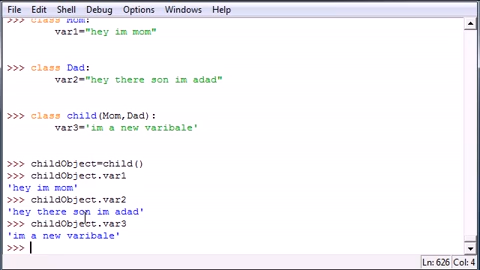 File Edit Shell Debug Options Windows Help
>>> class Mom:
var1="hey im mom"
>>> class Dad:
var2="hey there son im adad"
>>> class child(Mom,Dad):
var3='im a new varibale'
>>> childObject=child()
>>> childObject.var1
'hey im mom'
>>> childObject.var2
'hey there son im adad'
>>> childObject.var3
'im a new varibale'
>>>
Ln: 626 Col: 4